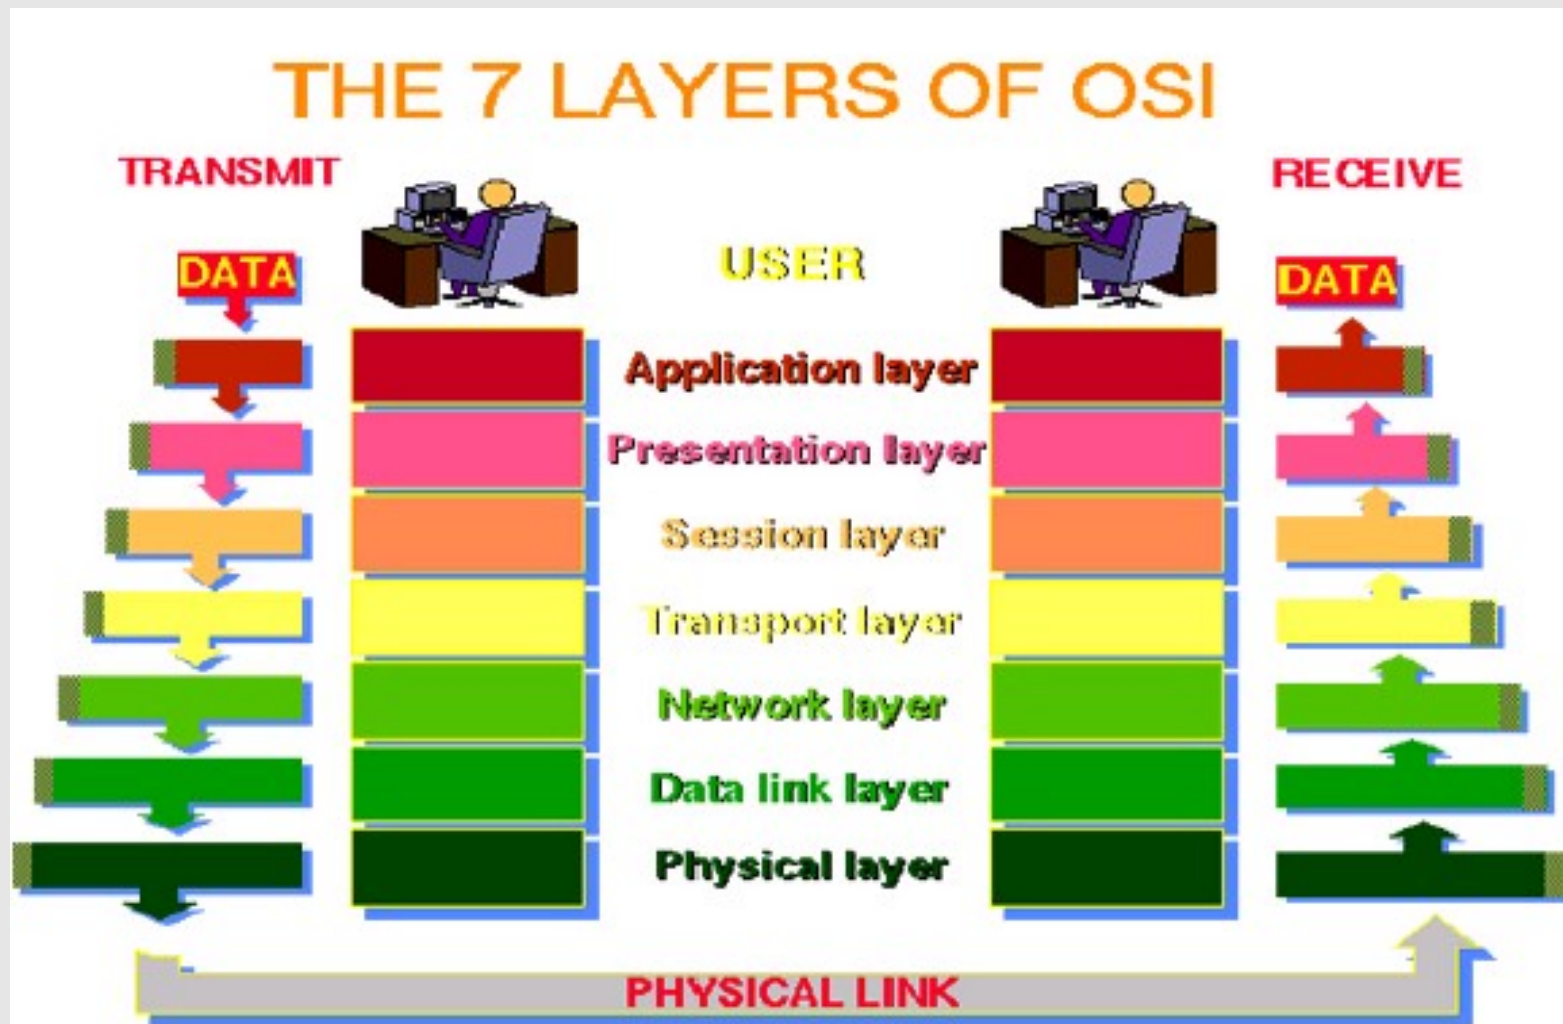 THE 7 LAYERS OF OSI
TRANSMIT
RECEIVE
DATA
USER
DATA
Application layer
Presentation layer
Session layer
Transport layer
Network layer
Data link layer
Physical layer
PHYSICAL LINK